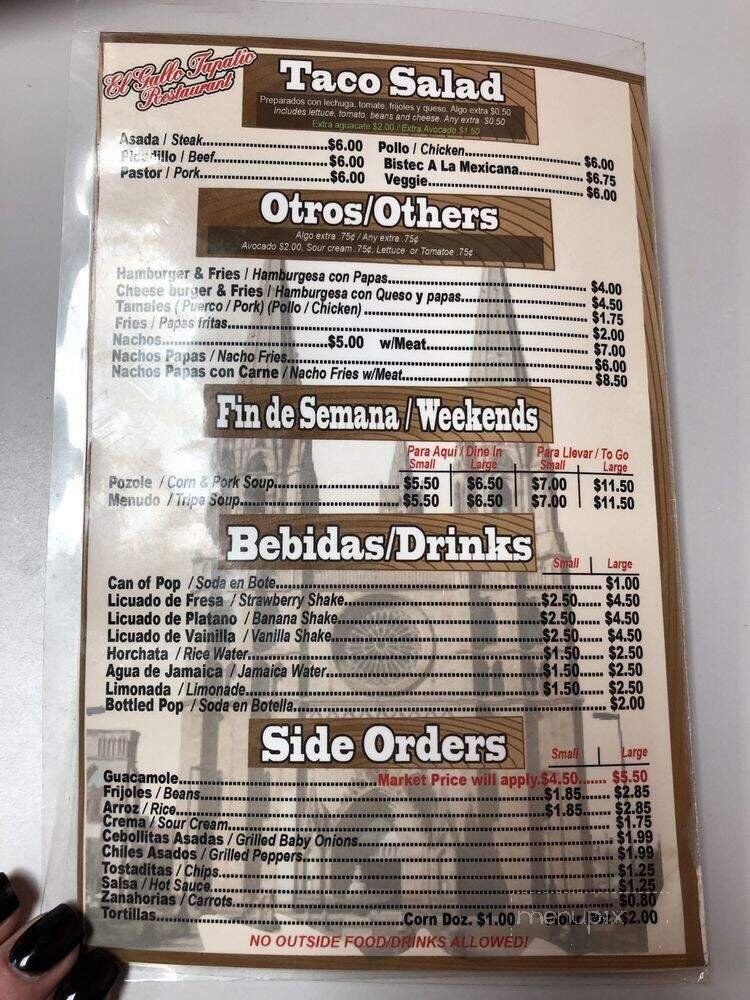 El Gallo Tapatio
Restaurant
Taco Salad
Preparados con lechuga, tomate, frijoles y queso. Algo extra $0.50
Includes lettuce, tomato, beans and cheese. Any extra $0.50
Extra aguacate $2.00 / Extra Avocado $1.50
Asada / Steak $6.00 Pollo / Chicken $6.00
Picadillo / Beef $6.00 Bistec A La Mexicana $6.75
Pastor / Pork $6.00 Veggie $6.00
Otros/Others
Algo extra .75¢ / Any extra .75¢
Avocado $2.00, Sour cream .75¢, Lettuce or Tomatoe .75¢
Hamburger & Fries / Hamburgesa con Papas $4.00
Cheese burger & Fries / Hamburgesa con Queso y papas $4.50
Tamales ( Puerco / Pork) (Pollo / Chicken) $1.75
Fries / Papas fritas $2.00
Nachos $5.00 w/Meat $7.00
Nachos Papas / Nacho Fries $6.00
Nachos Papas con Carne / Nacho Fries w/Meat $8.50
Fin de Semana / Weekends
Para Aqui / Dine In Para Llevar / To Go
Small Large Small Large
Pozole / Corn & Pork Soup $5.50 $6.50 $7.00 $11.50
Menudo / Tripe Soup $5.50 $6.50 $7.00 $11.50
Bebidas/Drinks
Small | Large
Can of Pop / Soda en Bote $1.00
Licuado de Fresa / Strawberry Shake $2.50 $4.50
Licuado de Platano / Banana Shake $2.50 $4.50
Licuado de Vainilla / Vanilla Shake $2.50 $4.50
Horchata / Rice Water $1.50 $2.50
Agua de Jamaica / Jamaica Water $1.50 $2.50
Limonada / Limonade $1.50 $2.50
Bottled Pop / Soda en Botella $2.00
Side Orders
Small | Large
Guacamole Market Price will apply. $4.50 $5.50
Frijoles / Beans $1.85 $2.85
Arroz / Rice $1.85 $2.85
Crema / Sour Cream $1.75
Cebollitas Asadas / Grilled Baby Onions $1.99
Chiles Asados / Grilled Peppers $1.99
Tostaditas / Chips $1.25
Salsa / Hot Sauce $1.25
Zanahorias / Carrots $0.80
Tortillas Corn Doz. $1.00 $2.00
menupix
NO OUTSIDE FOOD/DRINKS ALLOWED!